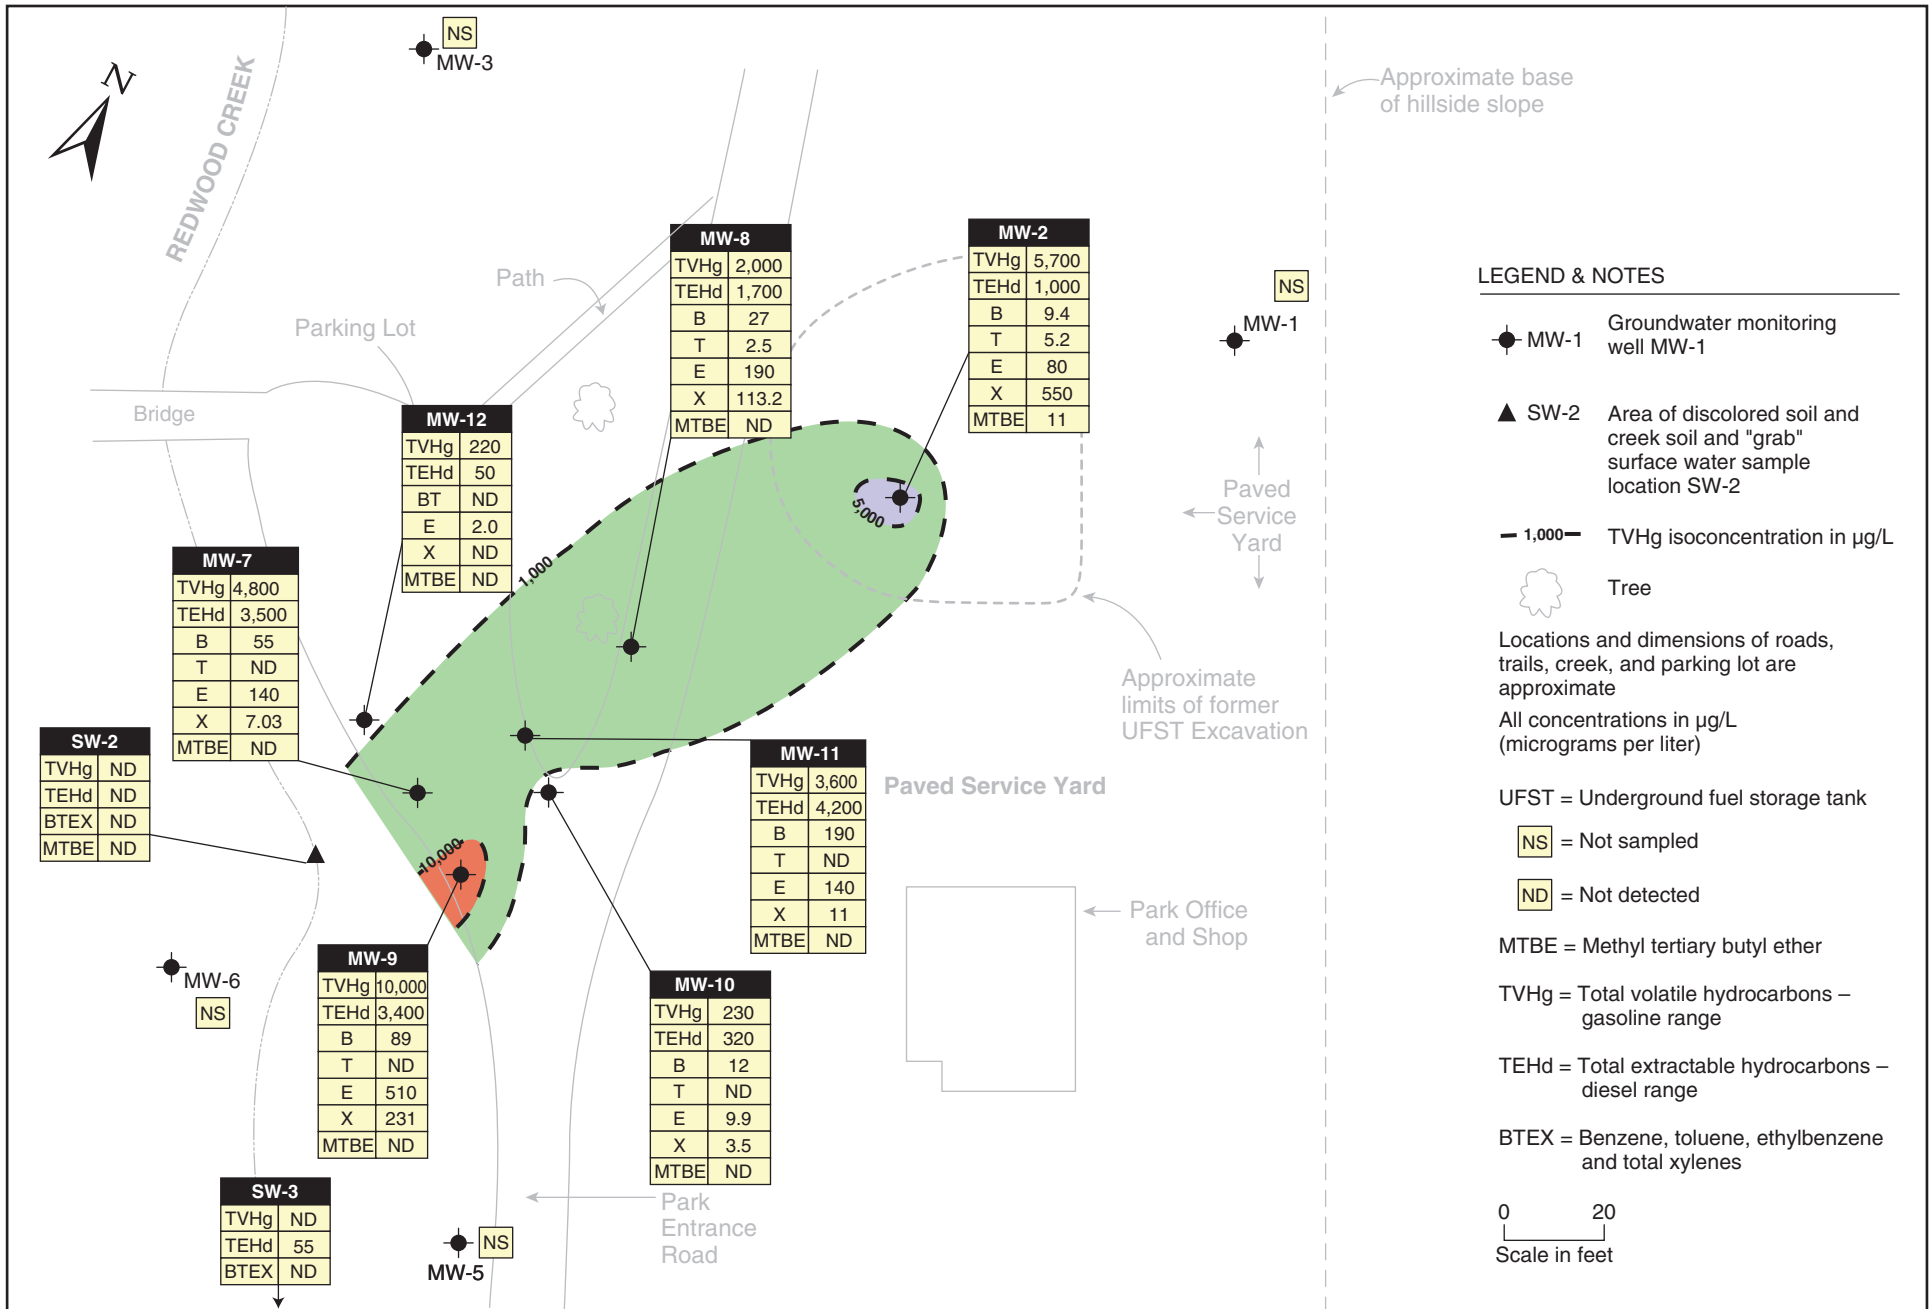 NS
MW-3
N
REDWOOD CREEK
Approximate base
of hillside slope
Path
Parking Lot
Bridge
MW-8
TVHg 2,000
TEHd 1,700
B 27
T 2.5
E 190
X 113.2
MTBE ND
MW-2
TVHg 5,700
TEHd 1,000
B 9.4
T 5.2
E 80
X 550
MTBE 11
NS
MW-1
MW-12
TVHg 220
TEHd 50
BT ND
E 2.0
X ND
MTBE ND
5,000
1,000
Paved
Service
Yard
MW-7
TVHg 4,800
TEHd 3,500
B 55
T ND
E 140
X 7.03
MTBE ND
Approximate
limits of former
UFST Excavation
SW-2
TVHg ND
TEHd ND
BTEX ND
MTBE ND
MW-11
TVHg 3,600
TEHd 4,200
B 190
T ND
E 140
X 11
MTBE ND
Paved Service Yard
10,000
Park Office
and Shop
MW-6
NS
MW-9
TVHg 10,000
TEHd 3,400
B 89
T ND
E 510
X 231
MTBE ND
MW-10
TVHg 230
TEHd 320
B 12
T ND
E 9.9
X 3.5
MTBE ND
SW-3
TVHg ND
TEHd 55
BTEX ND
NS
MW-5
Park
Entrance
Road
LEGEND & NOTES
MW-1 Groundwater monitoring
well MW-1
SW-2 Area of discolored soil and
creek soil and "grab"
surface water sample
location SW-2
1,000 TVHg isoconcentration in µg/L
Tree
Locations and dimensions of roads,
trails, creek, and parking lot are
approximate
All concentrations in µg/L
(micrograms per liter)
UFST = Underground fuel storage tank
NS = Not sampled
ND = Not detected
MTBE = Methyl tertiary butyl ether
TVHg = Total volatile hydrocarbons –
gasoline range
TEHd = Total extractable hydrocarbons –
diesel range
BTEX = Benzene, toluene, ethylbenzene
and total xylenes
0 20
Scale in feet